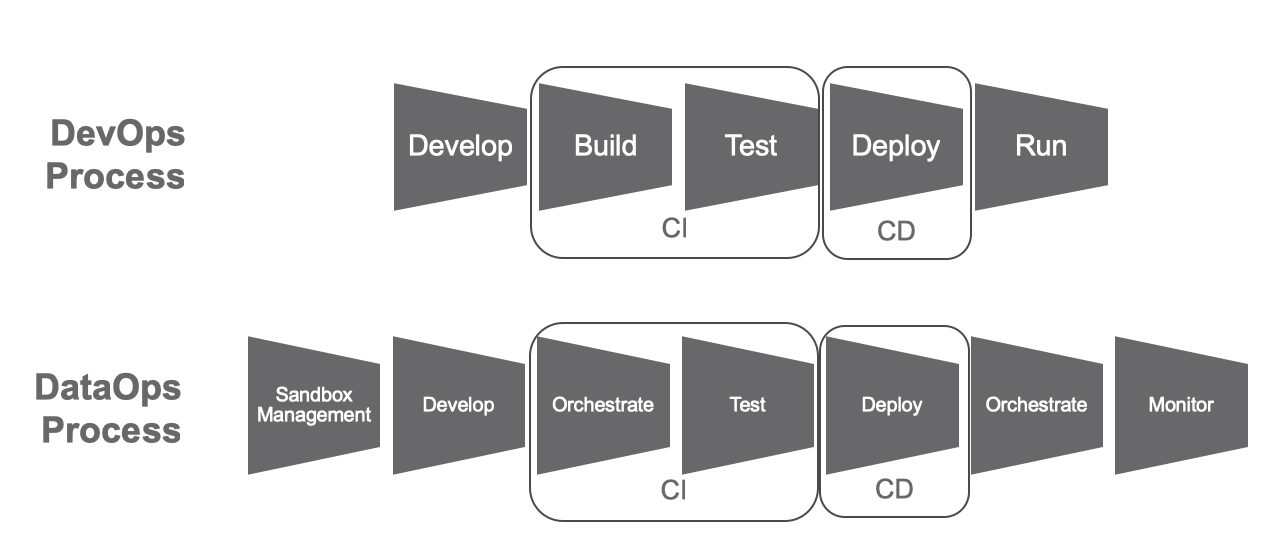 DevOps
Process
Develop
Build
Test
Deploy
Run
CI
CD
DataOps
Process
Sandbox
Management
Develop
Orchestrate
Test
Deploy
Orchestrate
Monitor
CI
CD